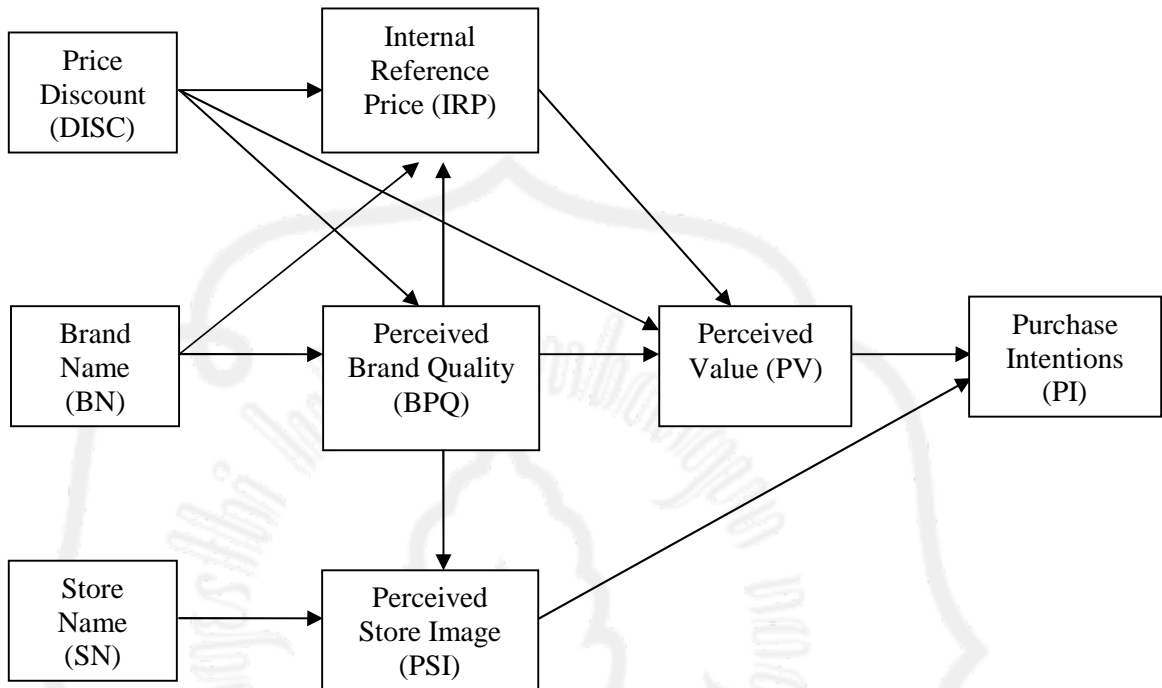 Price
Discount
(DISC)
Internal
Reference
Price (IRP)
Brand
Name
(BN)
Perceived
Brand Quality
(BPQ)
Perceived
Value (PV)
Purchase
Intentions
(PI)
Store
Name
(SN)
Perceived
Store Image
(PSI)